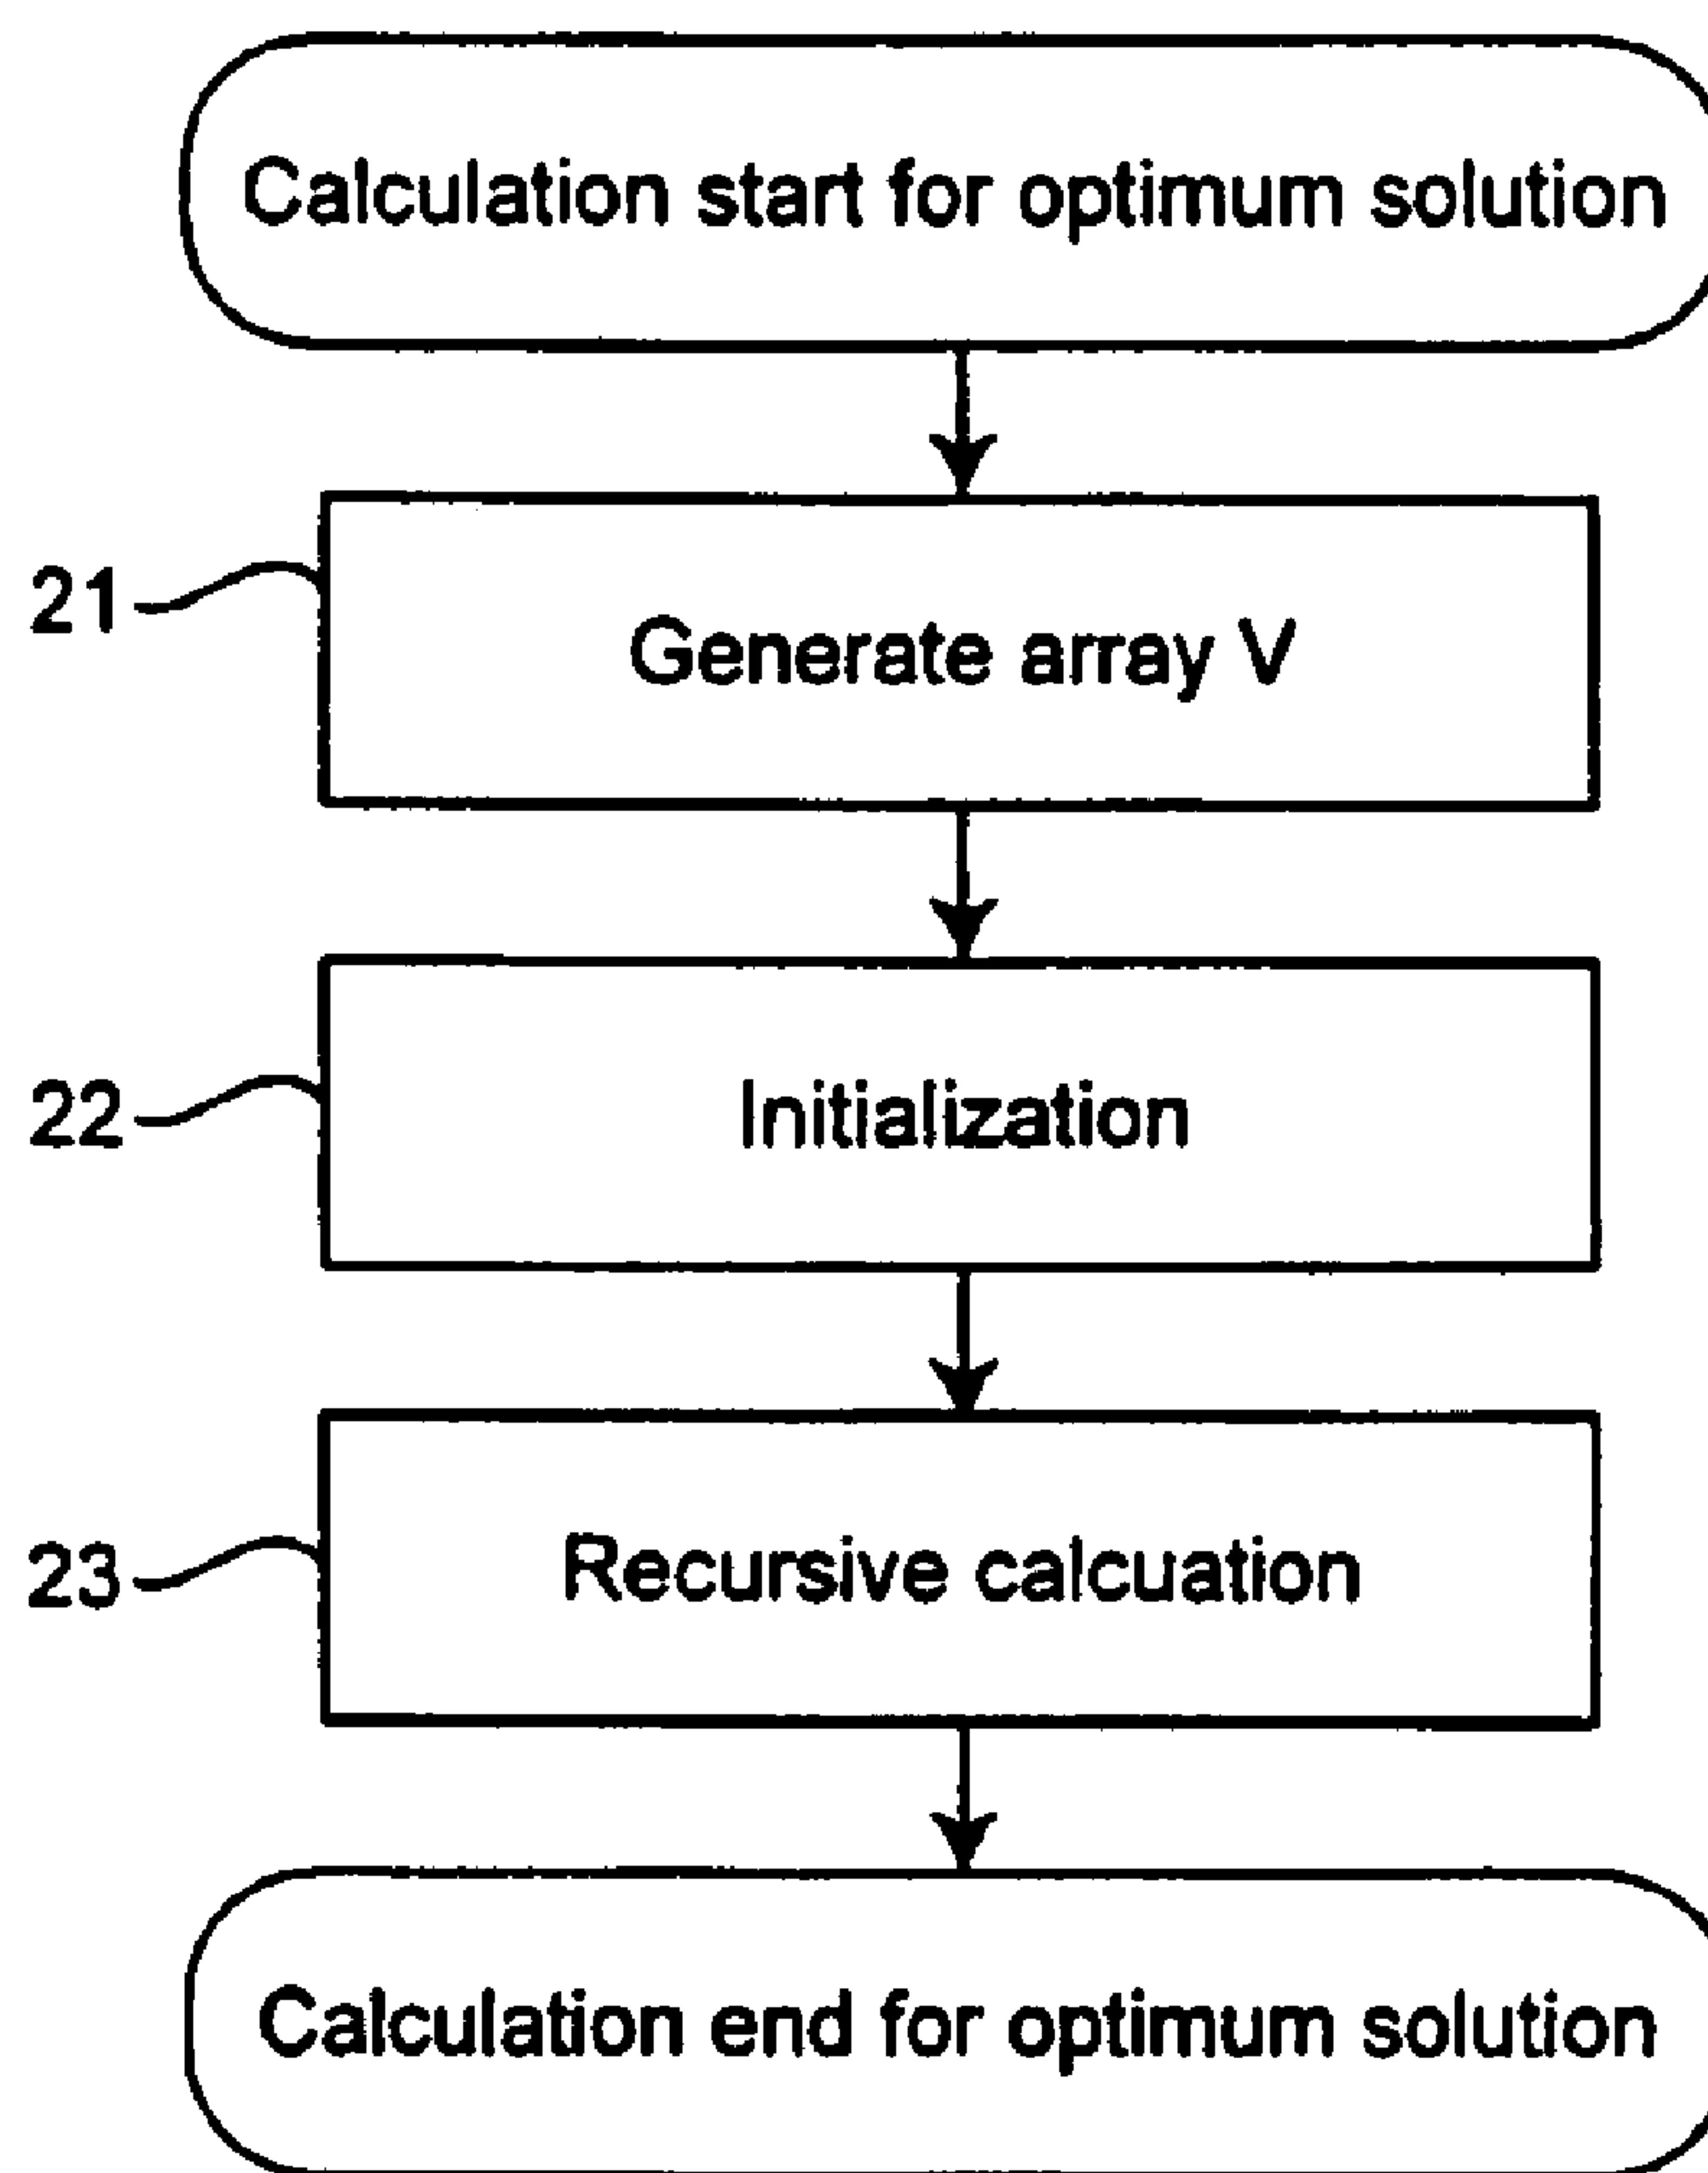 Calculation start for optimum solution
21
Generate array V
22
Initialization
23
Recursive calcuation
Calculation end for optimum solution